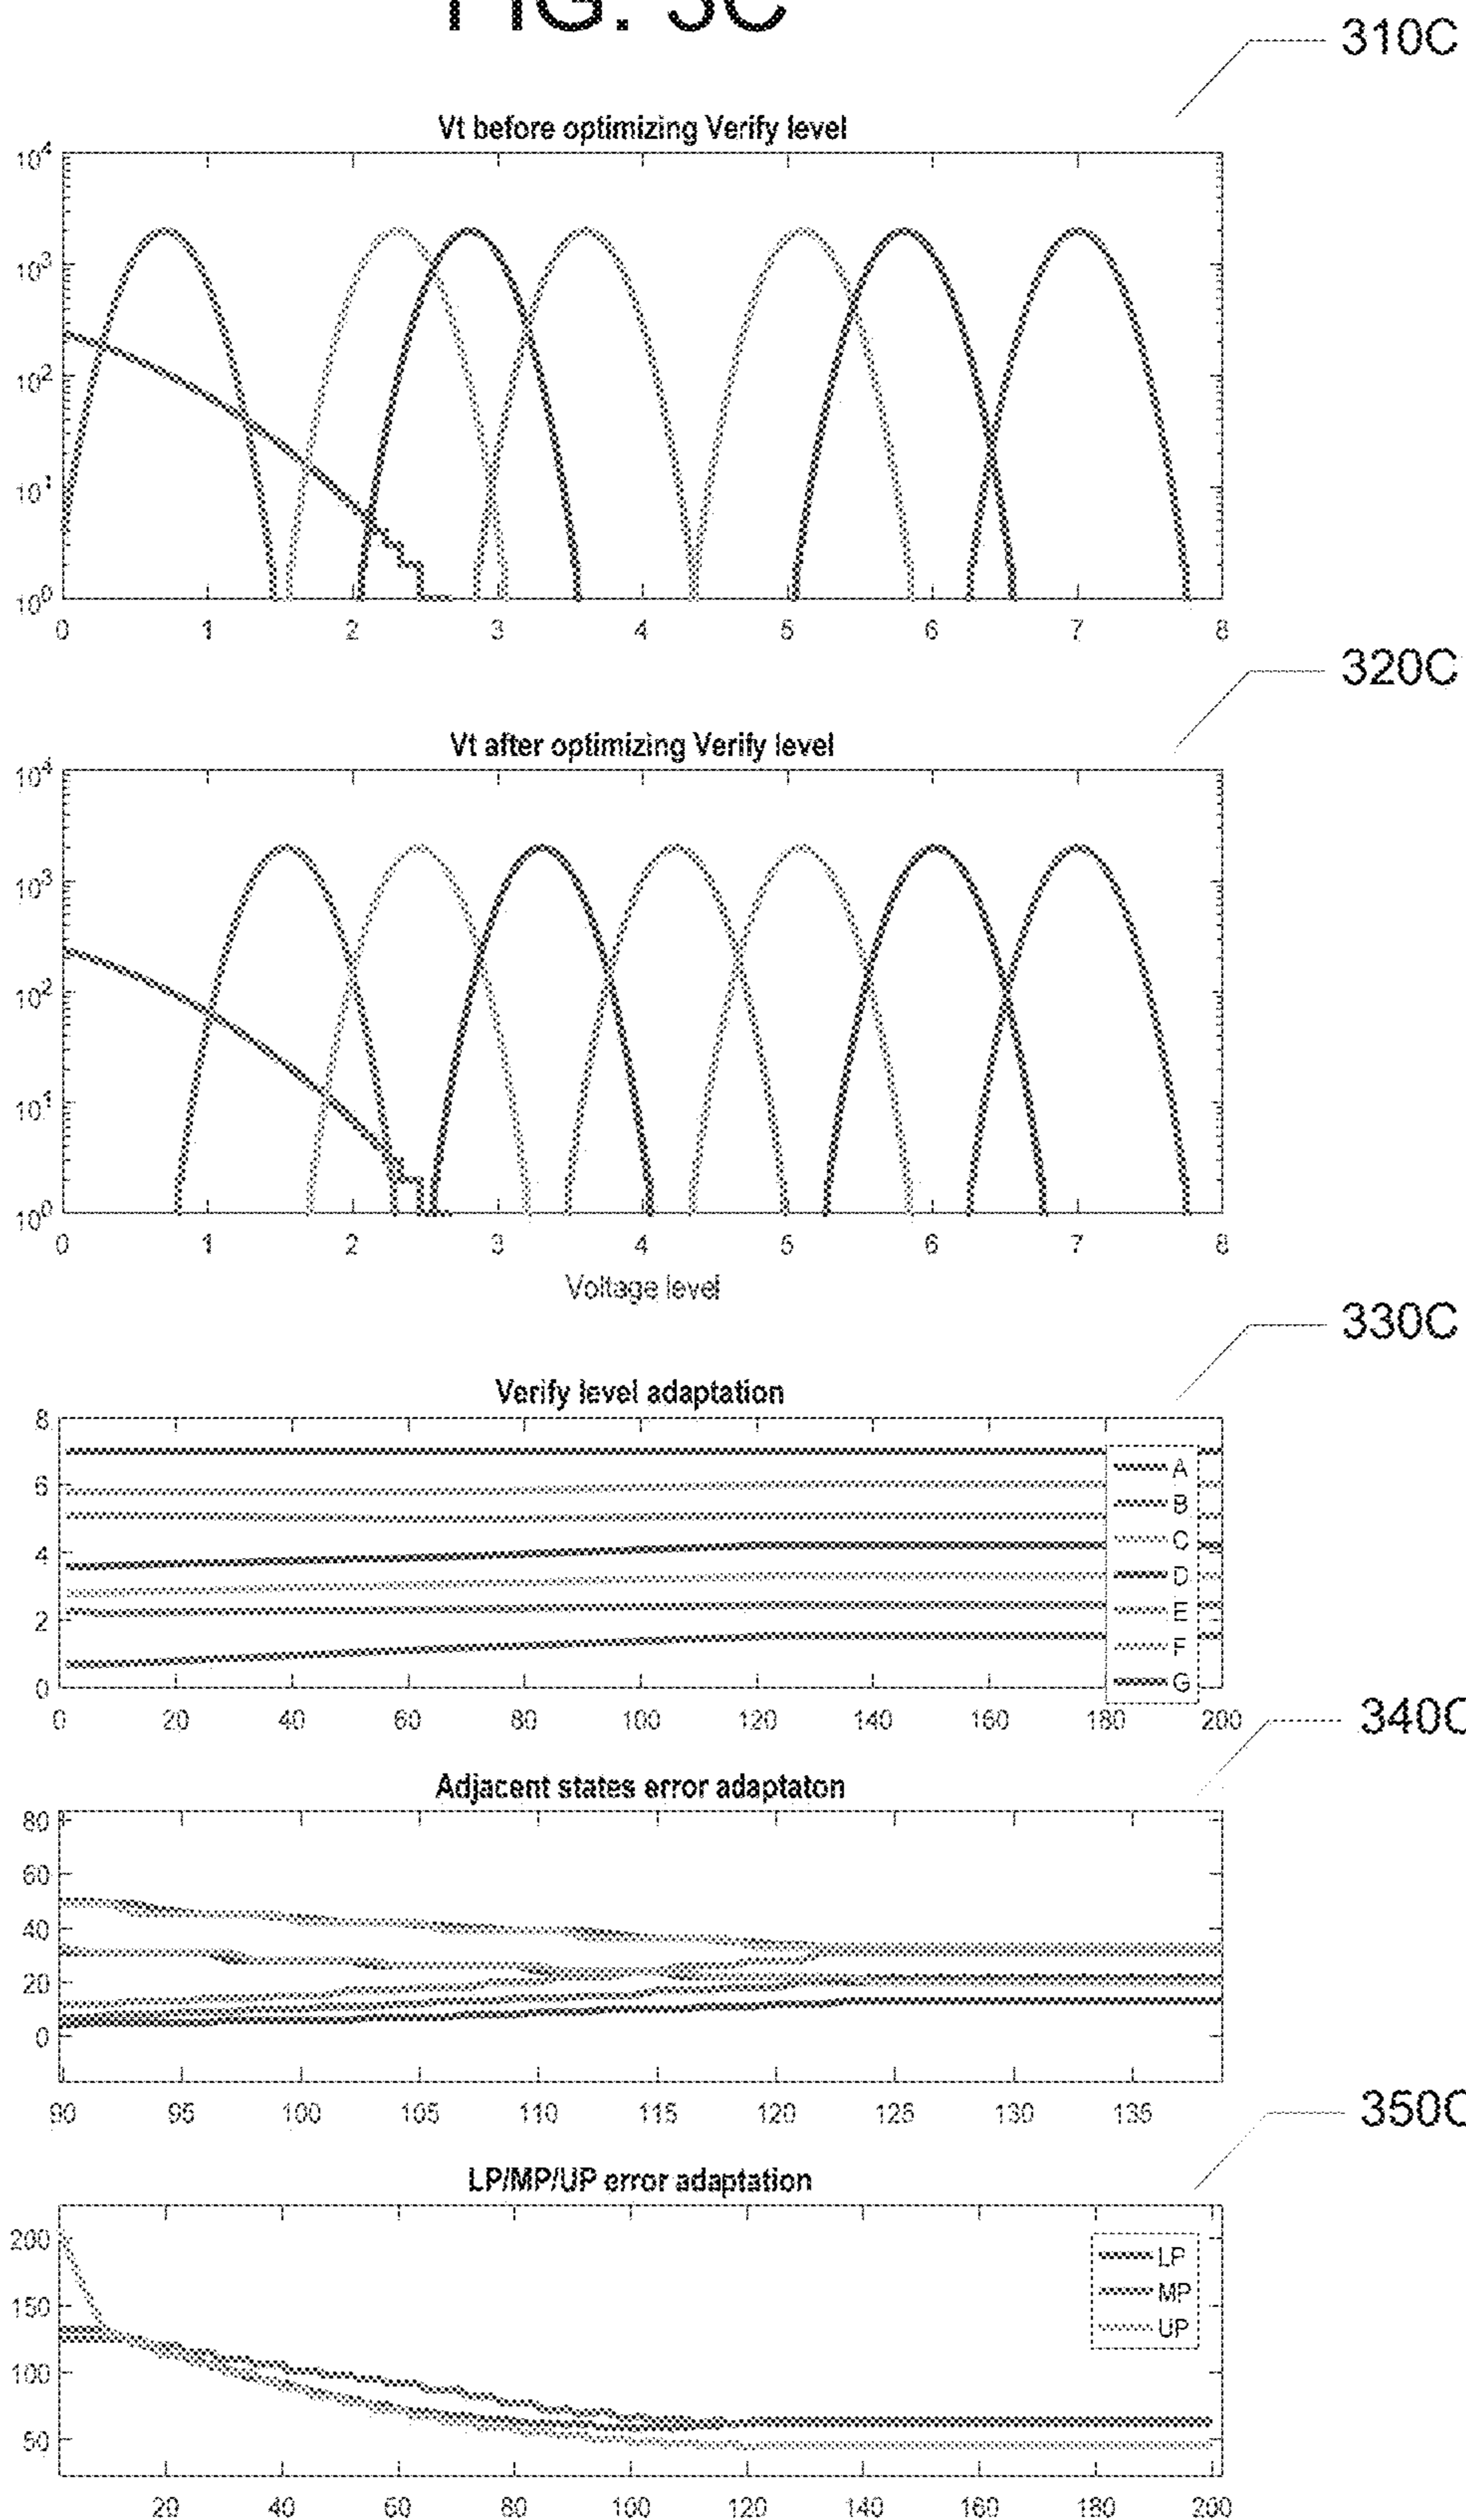 FIG. 3C
310C
Vt before optimizing Verify level
10^4
10^3
10^2
10^1
10^0
0 1 2 3 4 5 6 7 8
320C
Vt after optimizing Verify level
10^4
10^3
10^2
10^1
10^0
0 1 2 3 4 5 6 7 8
Voltage level
330C
Verify level adaptation
8
6
4
2
0
A
B
C
D
E
F
G
0 20 40 60 80 100 120 140 160 180 200
340C
Adjacent states error adaptaton
80
60
40
20
0
90 95 100 105 110 115 120 125 130 135
350C
LP/MP/UP error adaptation
200
150
100
50
LP
MP
UP
20 40 60 80 100 120 140 160 180 200